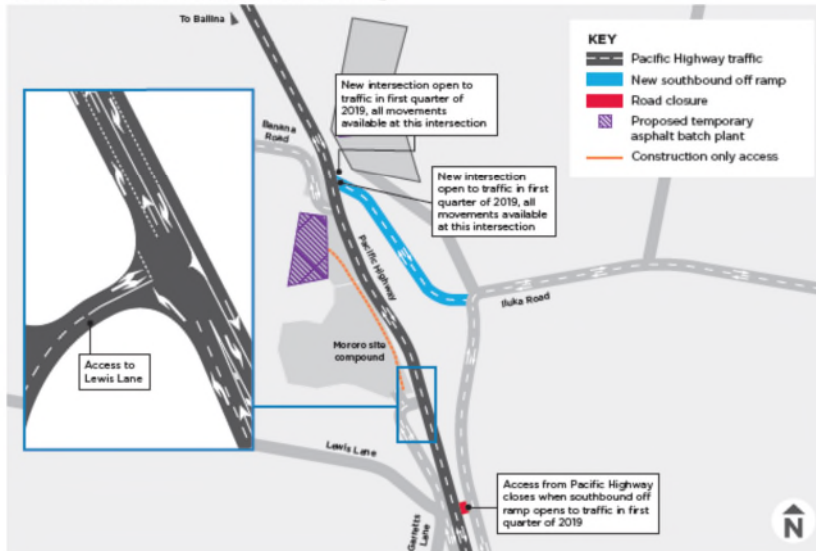 To Ballina
KEY
Pacific Highway traffic
New southbound off ramp
Road closure
Proposed temporary
asphalt batch plant
Construction only access
New intersection open to
traffic in first quarter of
2019, all movements
available at this intersection
Banana
Road
New intersection
open to traffic in first
quarter of 2019, all
movements available
at this intersection
Pacific Highway
Iluka Road
Mororo site
compound
Access to
Lewis Lane
Lewis Lane
Garretts
Lane
Access from Pacific Highway
closes when southbound off
ramp opens to traffic in first
quarter of 2019
N